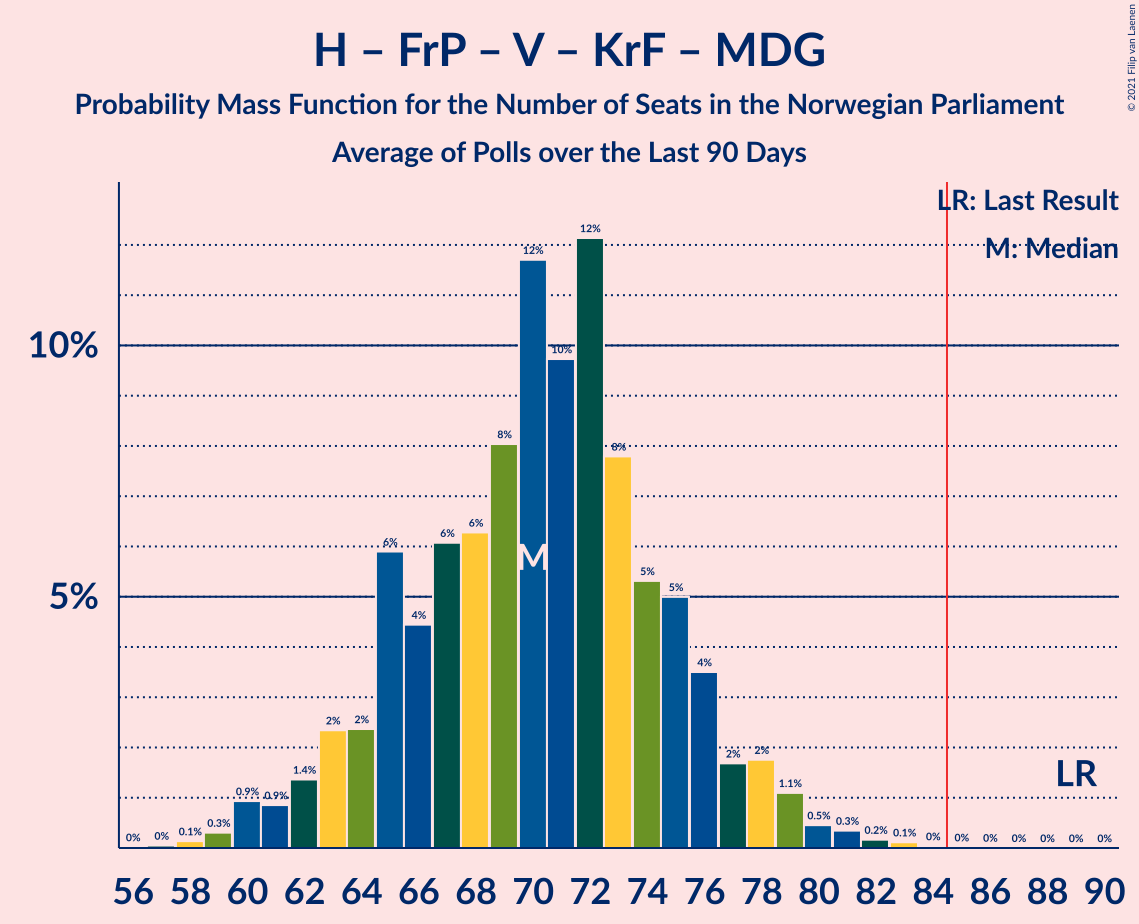 H – FrP – V – KrF – MDG
Probability Mass Function for the Number of Seats in the Norwegian Parliament
Average of Polls over the Last 90 Days
© 2021 Filip van Laenen
LR: Last Result
M: Median
10%
5%
0% 0% 0.1% 0.3% 0.9% 0.9% 1.4% 2% 2% 6% 4% 6% 6% 8% 12% 10% 12% 8% 5% 5% 4% 2% 2% 1.1% 0.5% 0.3% 0.2% 0.1% 0% 0% 0% 0% 0% 0% 0%
M
LR
56 58 60 62 64 66 68 70 72 74 76 78 80 82 84 86 88 90